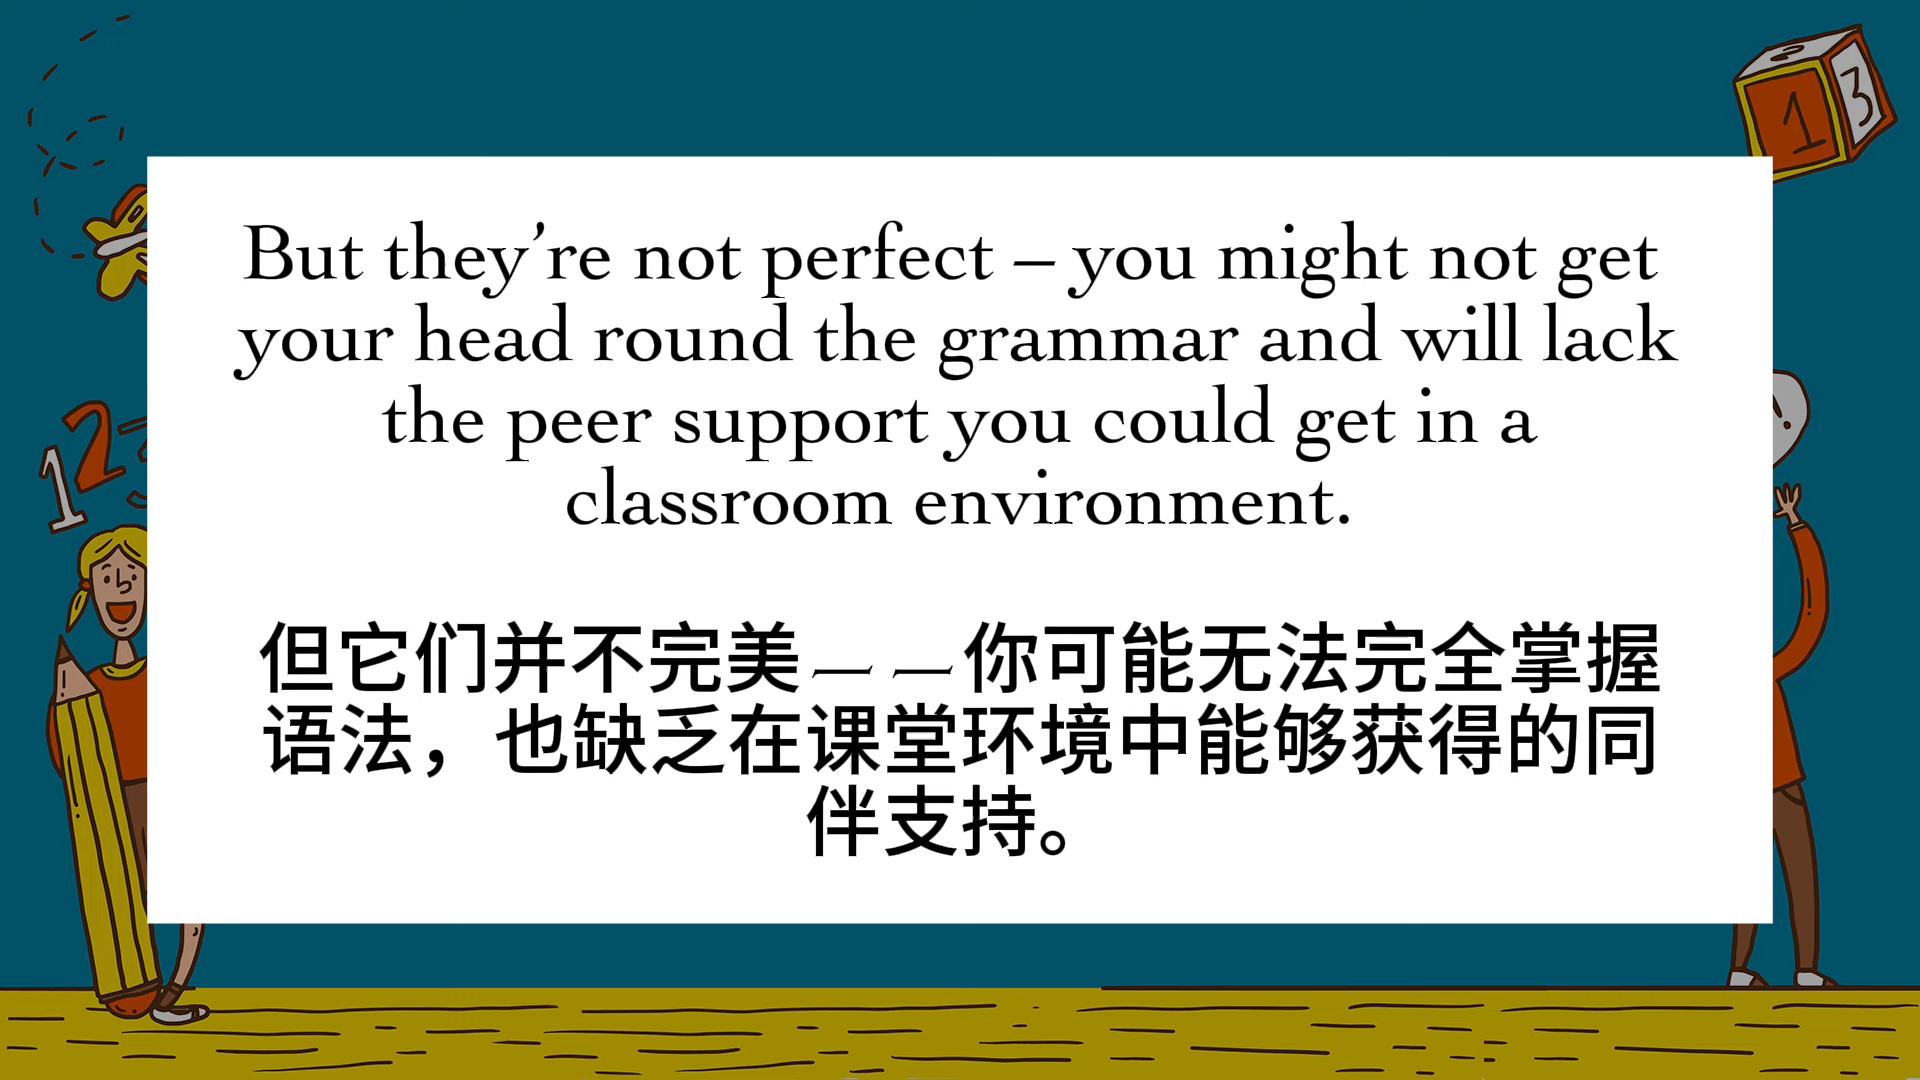 1
3
But they’re not perfect – you might not get
your head round the grammar and will lack
the peer support you could get in a
classroom environment.
12
但它们并不完美——你可能无法完全掌握
语法，也缺乏在课堂环境中能够获得的同
伴支持。